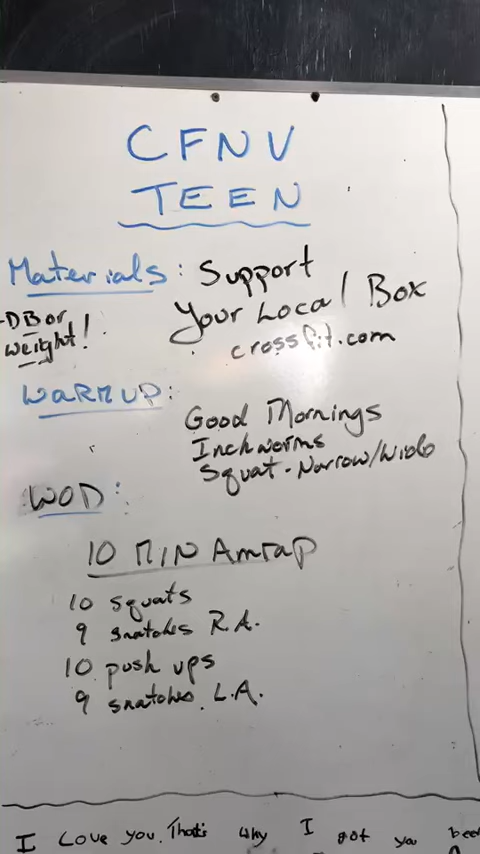 CFNV
TEEN
Materials: Support
Your Local Box
crossfit.com
-DB or
weight!
WARMUP:
Good Mornings
Inchworms
Squat - Narrow/Wide
WOD:
10 MIN Amrap
10 squats
9 snatches R.A.
10 push ups
9 snatches L.A.
I Love you. That's why I got you